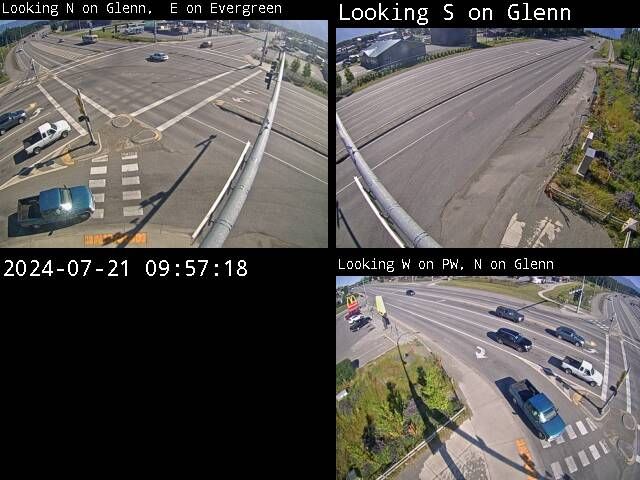 Looking N on Glenn,  E on Evergreen
Looking S on Glenn
2024-07-21 09:57:18
Looking W on PW, N on Glenn